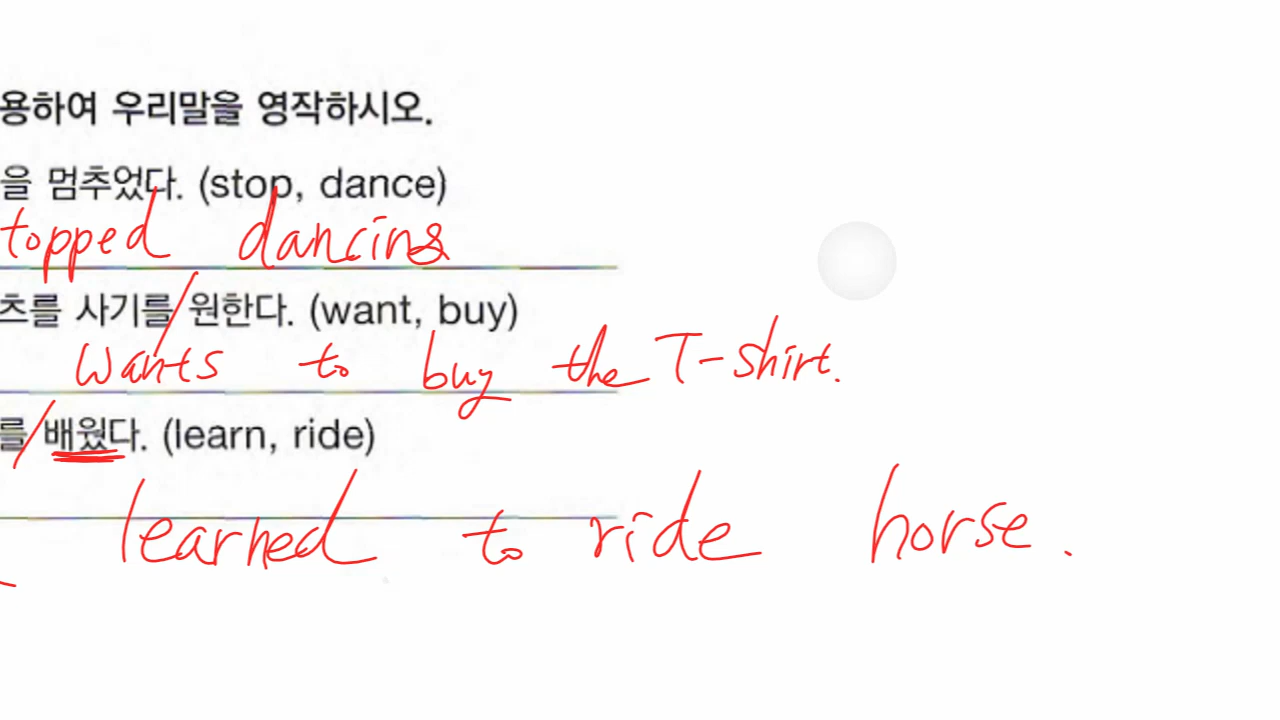 용하여 우리말을 영작하시오.
을 멈추었다. (stop, dance)
topped dancing
츠를 사기를 원한다. (want, buy)
wants to buy the T-shirt.
를 배웠다. (learn, ride)
learned to ride horse.